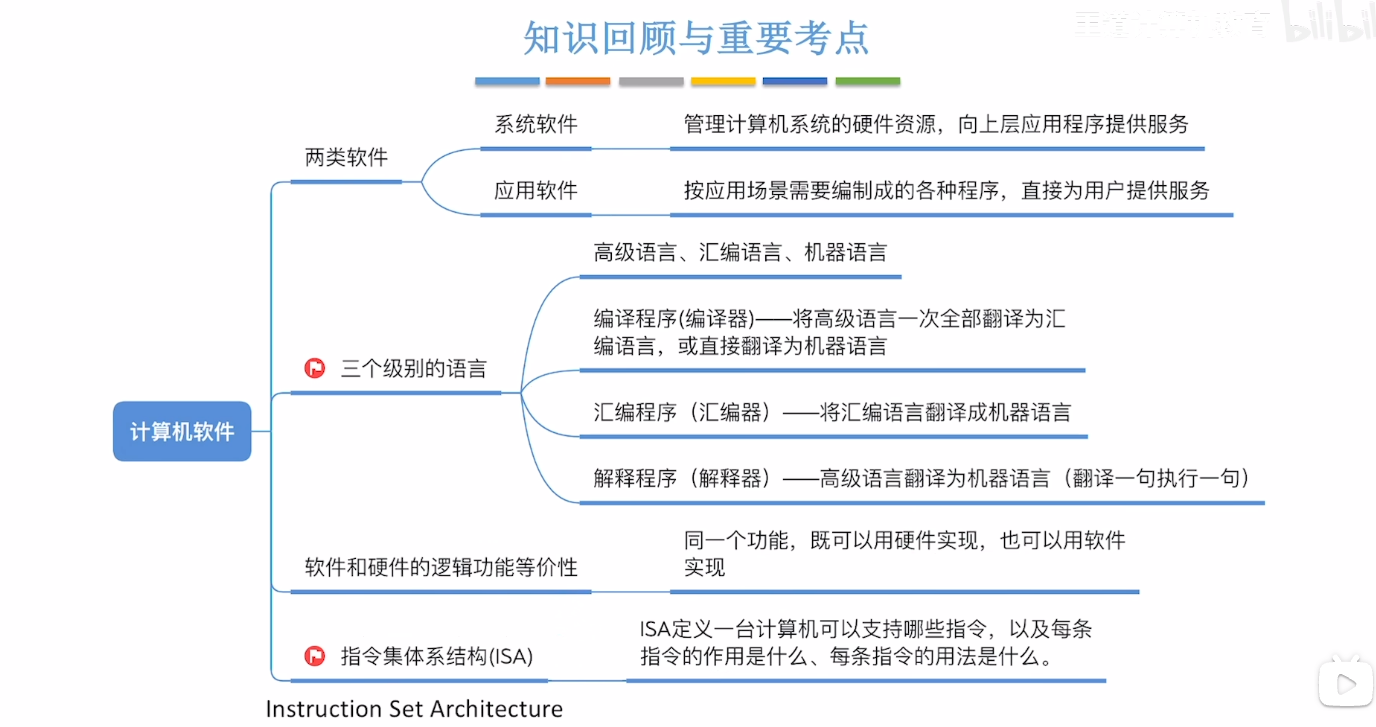 知识回顾与重要考点
bilibili
系统软件
管理计算机系统的硬件资源，向上层应用程序提供服务
两类软件
应用软件
按应用场景需要编制成的各种程序，直接为用户提供服务
高级语言、汇编语言、机器语言
编译程序(编译器)——将高级语言一次全部翻译为汇
编语言，或直接翻译为机器语言
三个级别的语言
汇编程序（汇编器）——将汇编语言翻译成机器语言
计算机软件
解释程序（解释器）——高级语言翻译为机器语言（翻译一句执行一句）
同一个功能，既可以用硬件实现，也可以用软件
实现
软件和硬件的逻辑功能等价性
ISA定义一台计算机可以支持哪些指令，以及每条
指令的作用是什么、每条指令的用法是什么。
指令集体系结构(ISA)
Instruction Set Architecture